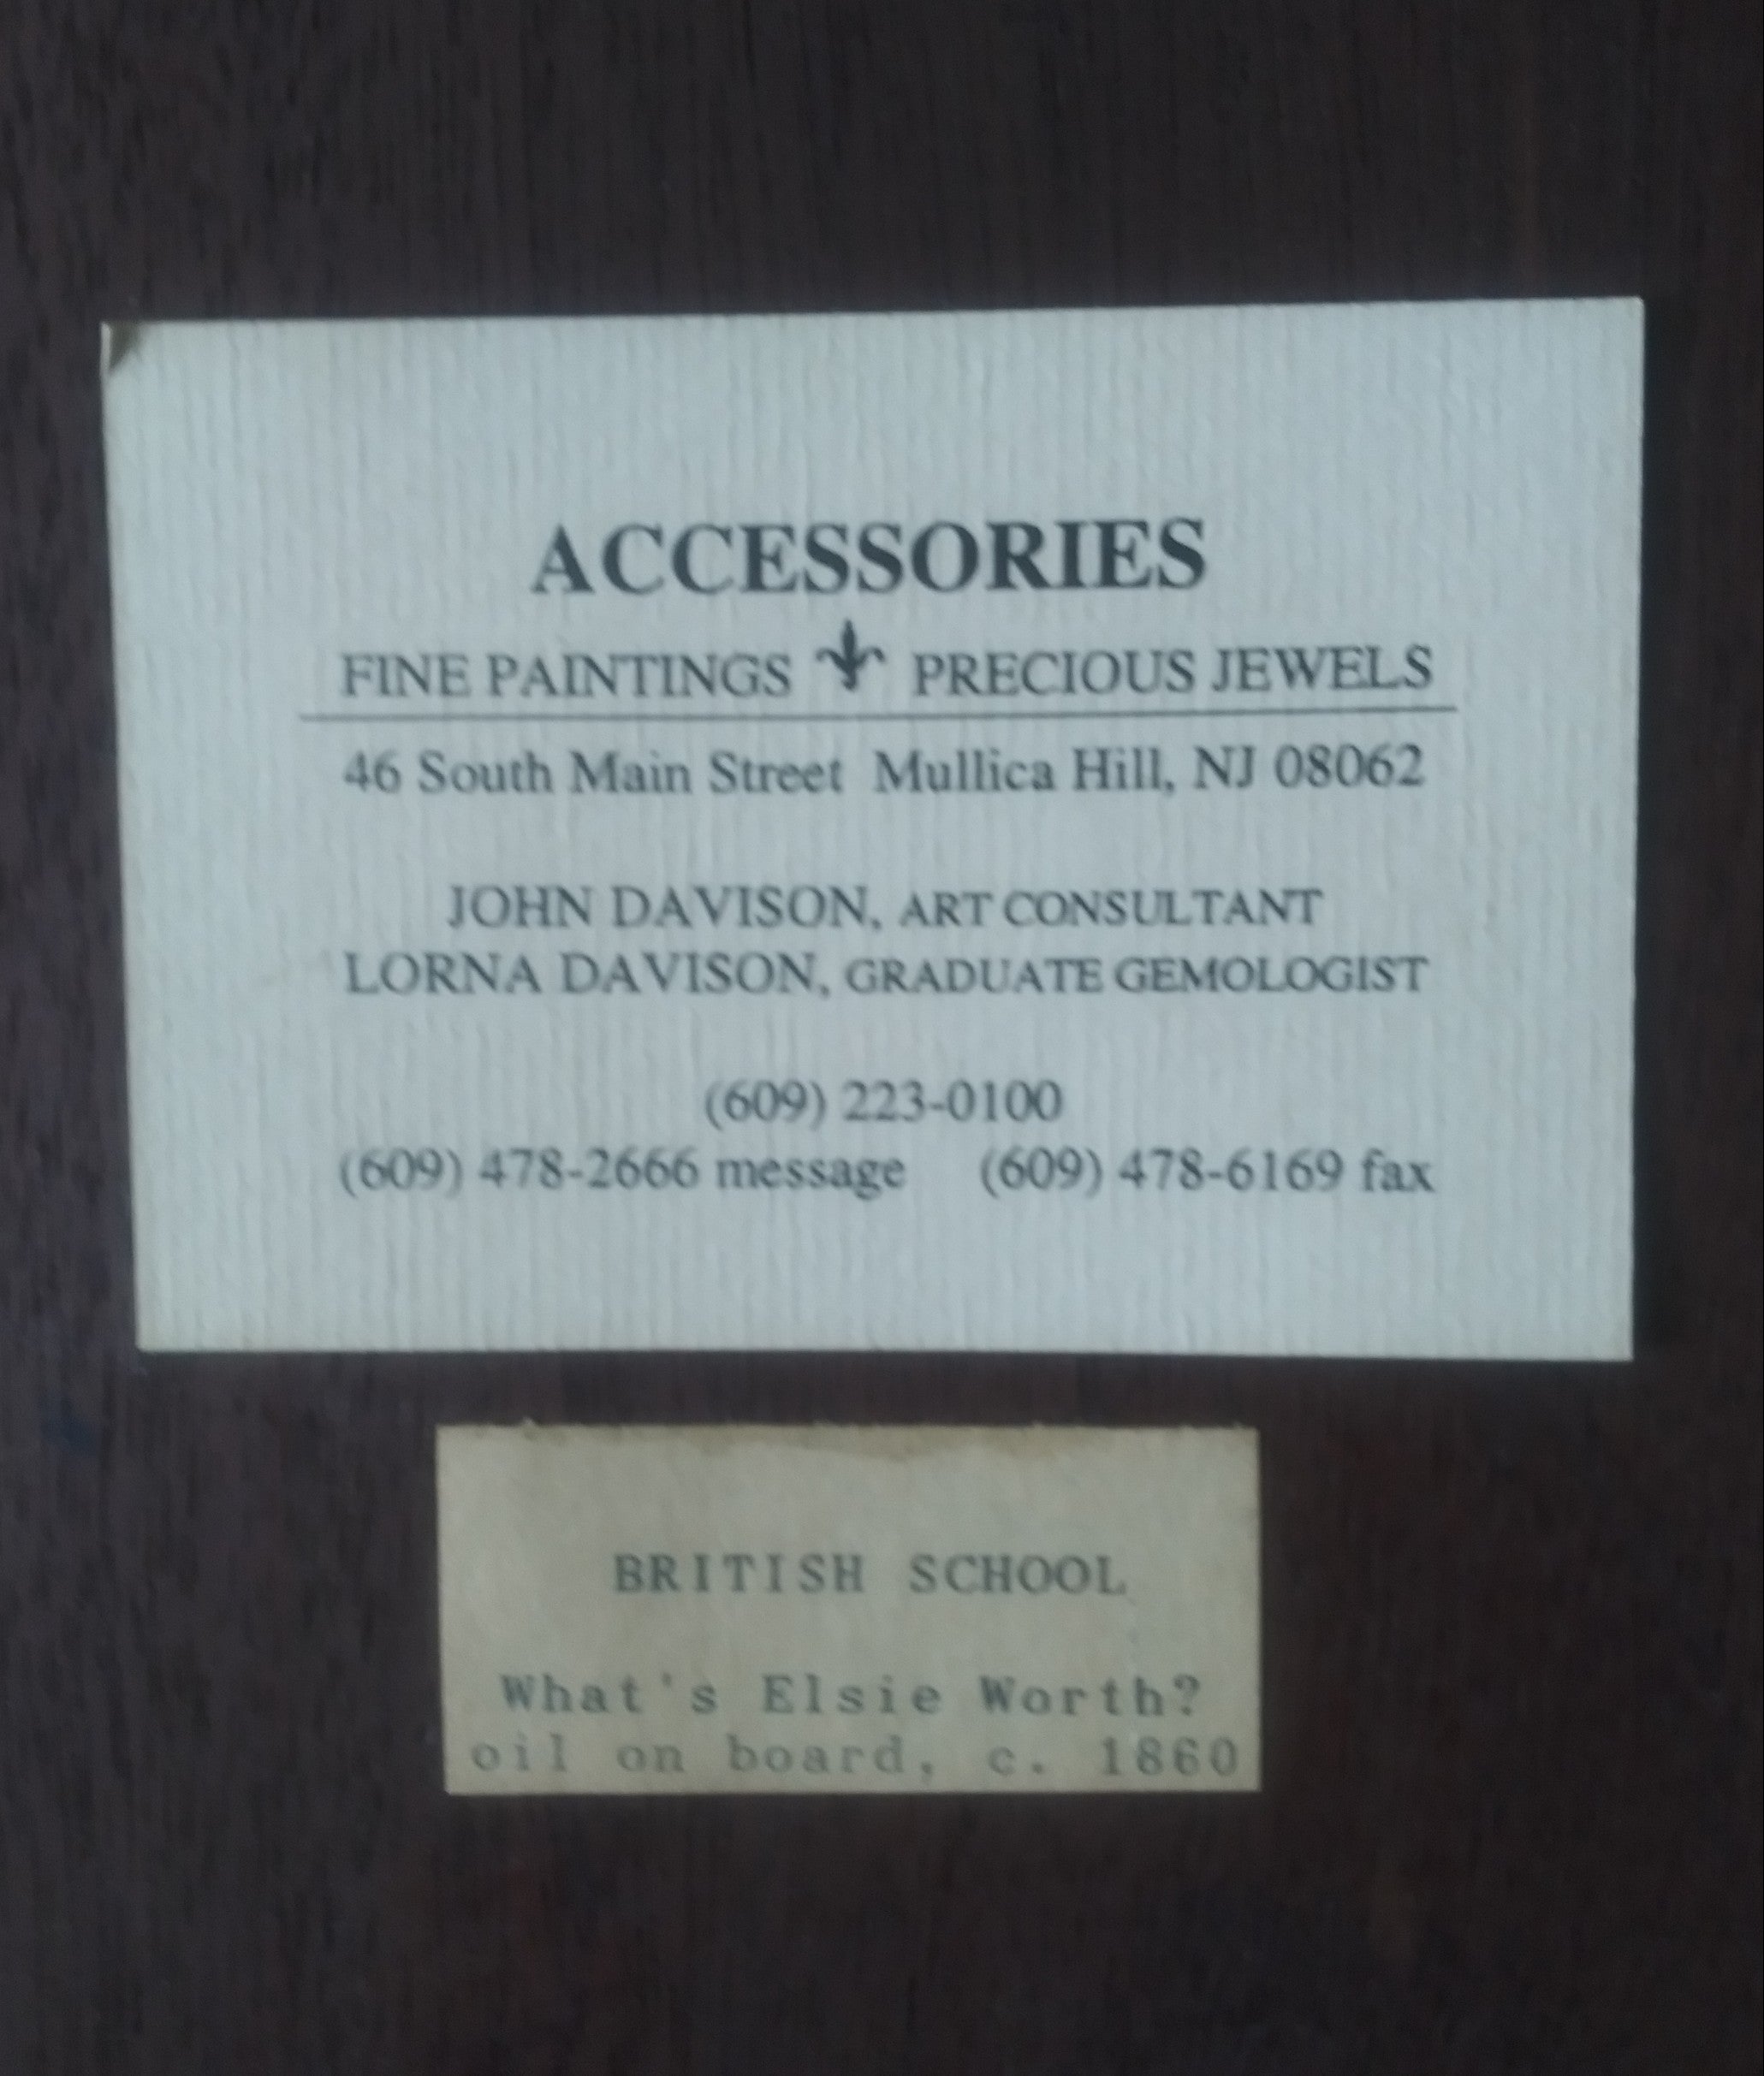 ACCESSORIES
FINE PAINTINGS PRECIOUS JEWELS
46 South Main Street Mullica Hill, NJ 08062
JOHN DAVISON, ART CONSULTANT
LORNA DAVISON, GRADUATE GEMOLOGIST
(609) 223-0100
(609) 478-2666 message (609) 478-6169 fax
BRITISH SCHOOL
What's Elsie Worth?
oil on board, c. 1860